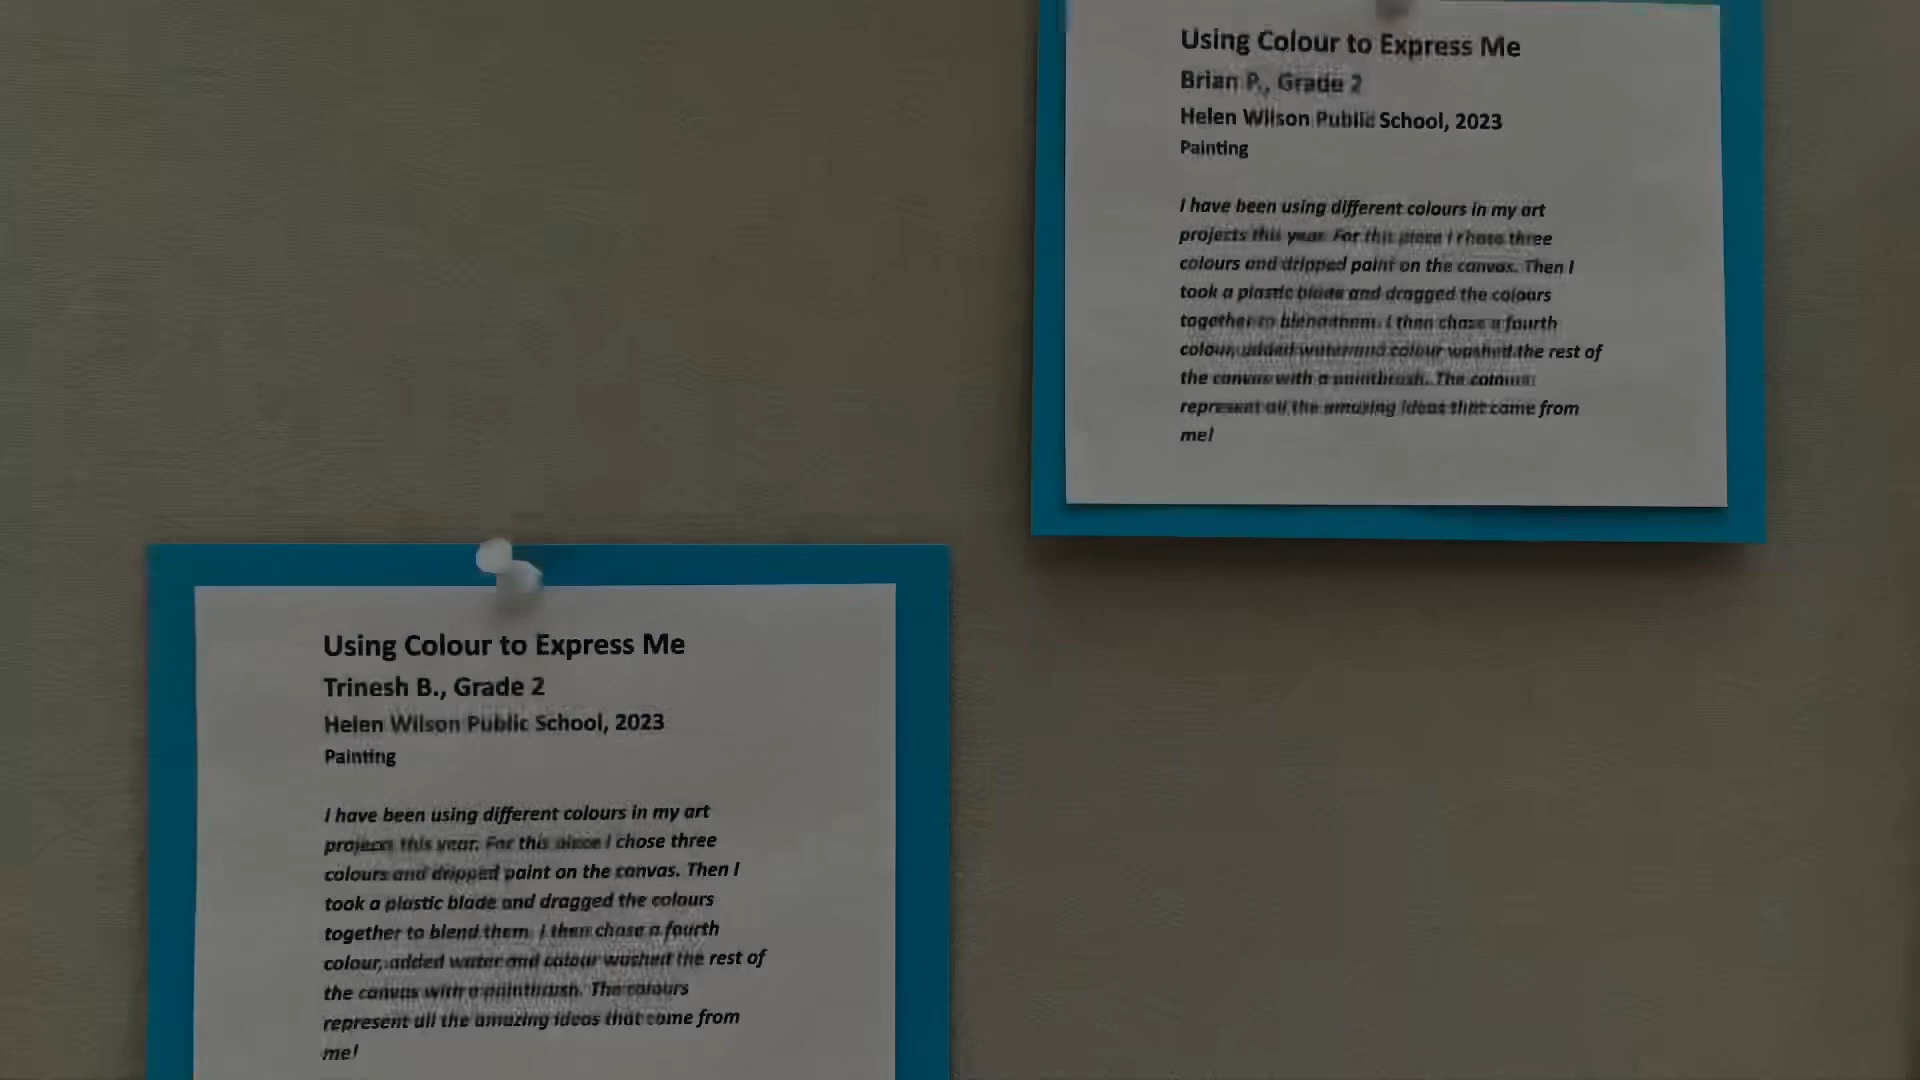 Using Colour to Express Me
Brian P., Grade 2
Helen Wilson Public School, 2023
Painting
I have been using different colours in my art
projects this year. For this piece I chose three
colours and dripped paint on the canvas. Then I
took a plastic blade and dragged the colours
together to blend them. I then chose a fourth
colour, added water and colour washed the rest of
the canvas with a paintbrush. The colours
represent all the amazing ideas that come from
me!
Using Colour to Express Me
Trinesh B., Grade 2
Helen Wilson Public School, 2023
Painting
I have been using different colours in my art
projects this year. For this piece I chose three
colours and dripped paint on the canvas. Then I
took a plastic blade and dragged the colours
together to blend them. I then chose a fourth
colour, added water and colour washed the rest of
the canvas with a paintbrush. The colours
represent all the amazing ideas that come from
me!